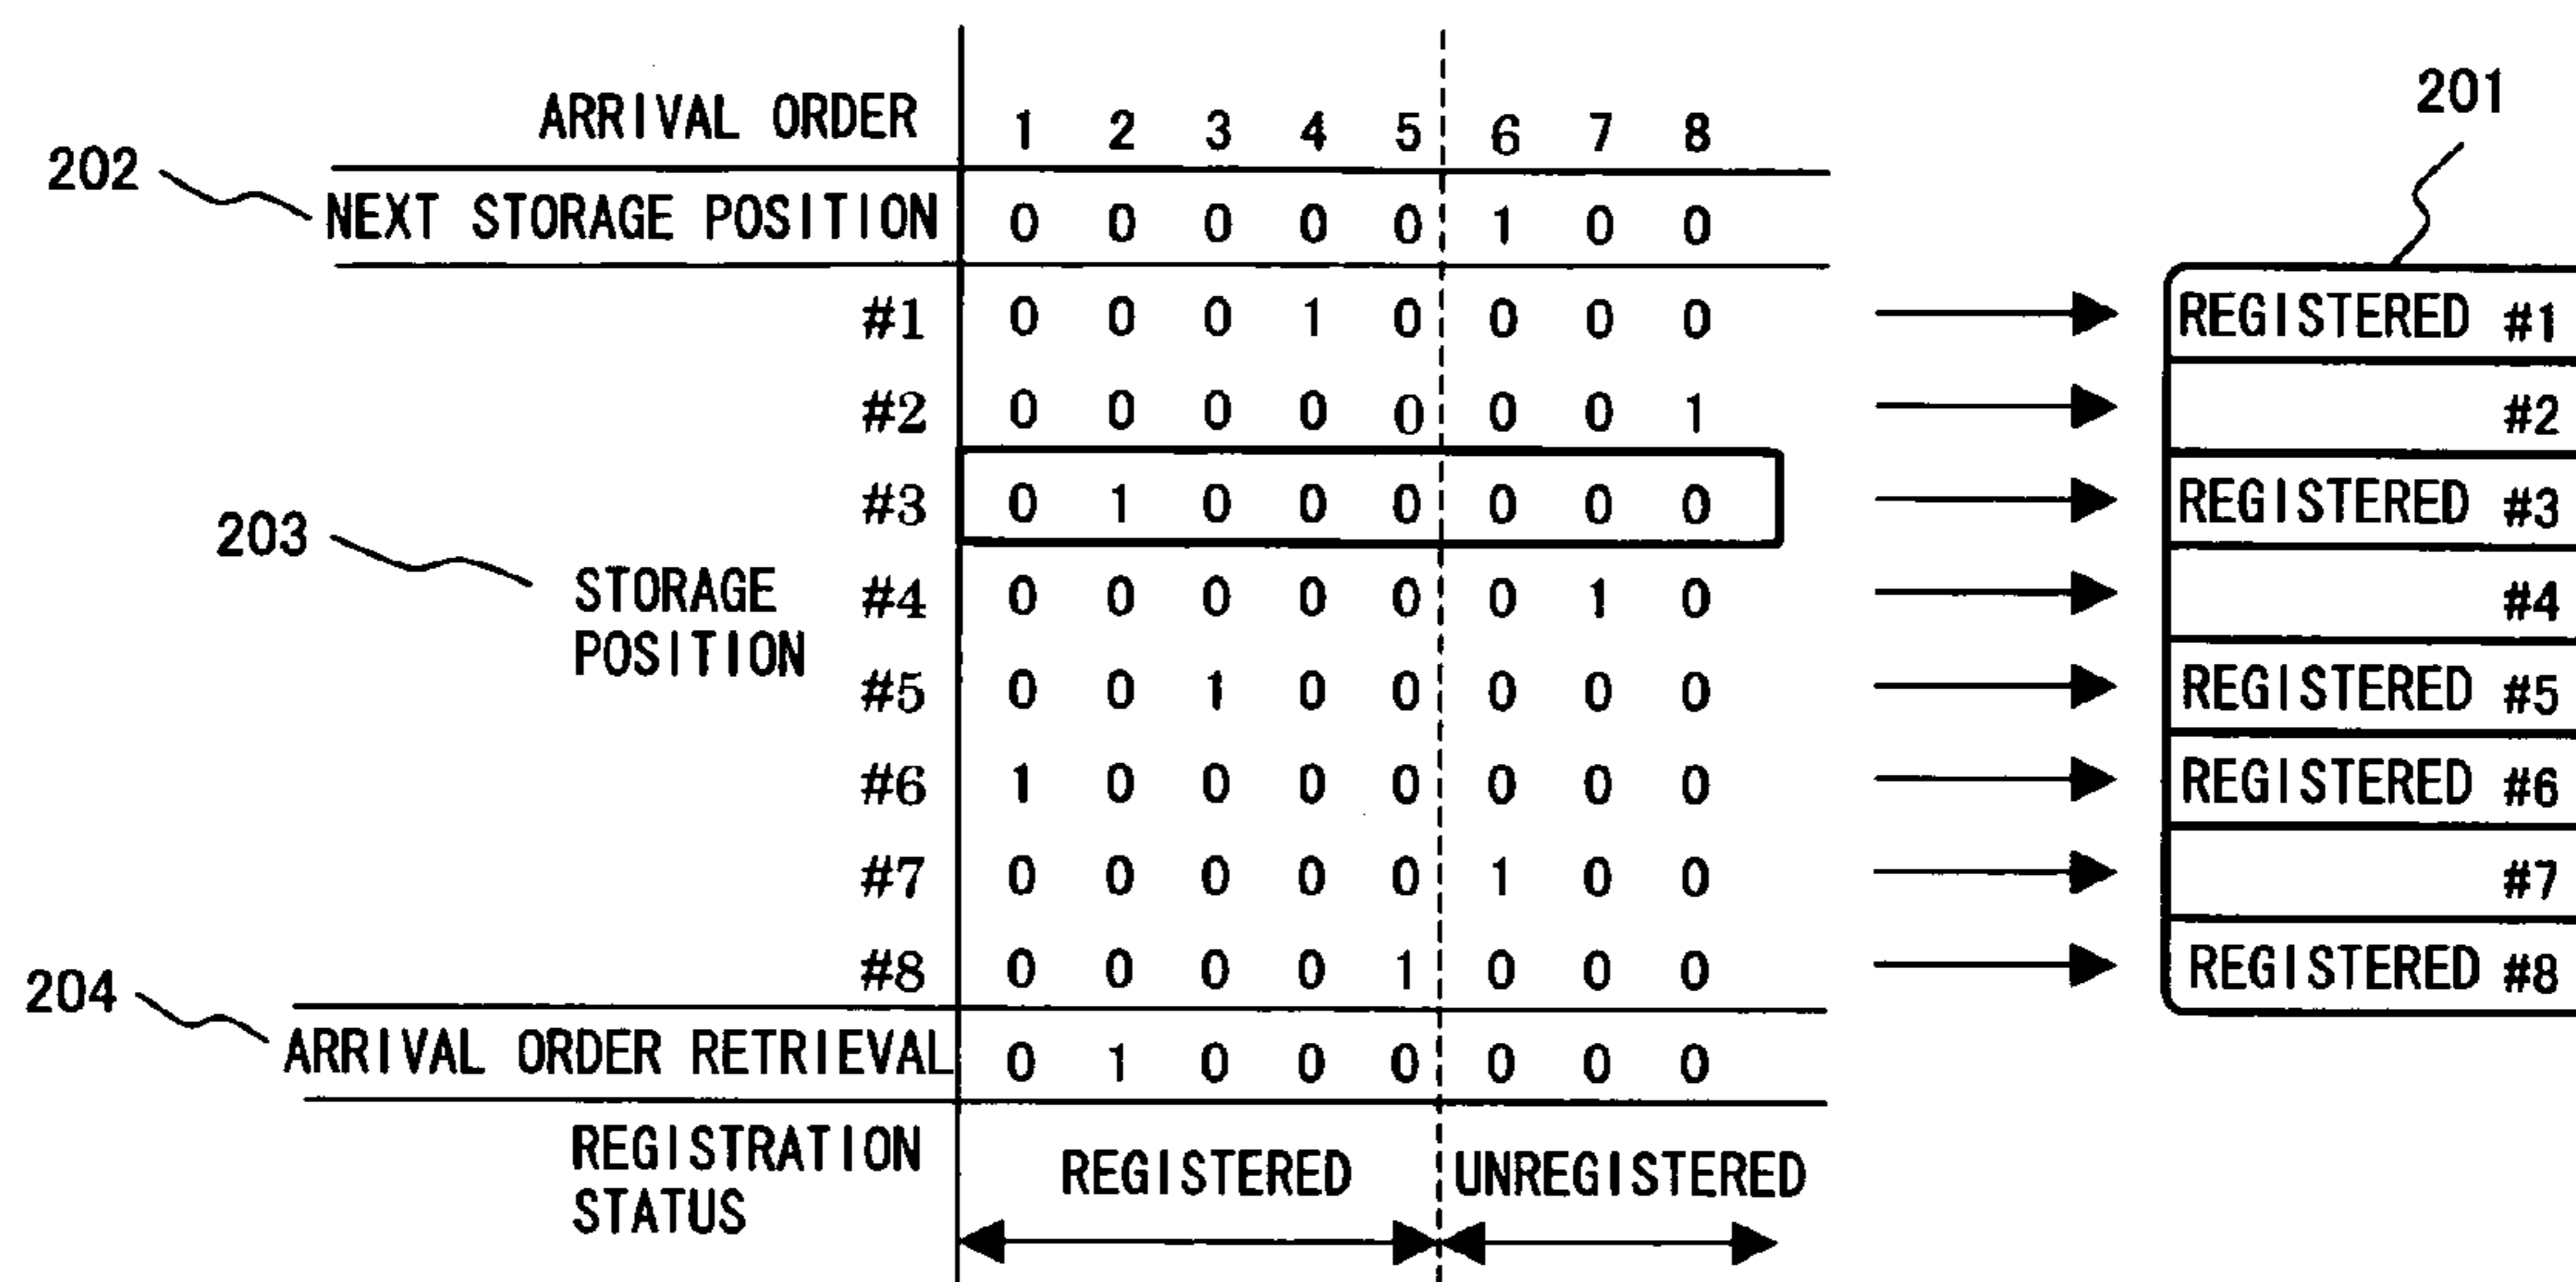 201
ARRIVAL ORDER 1 2 3 4 5 6 7 8
202
NEXT STORAGE POSITION 0 0 0 0 0 1 0 0
#1 0 0 0 1 0 0 0 0 REGISTERED #1
#2 0 0 0 0 0 0 0 1 #2
#3 0 1 0 0 0 0 0 0 REGISTERED #3
203
STORAGE
POSITION
#4 0 0 0 0 0 0 1 0 #4
#5 0 0 1 0 0 0 0 0 REGISTERED #5
#6 1 0 0 0 0 0 0 0 REGISTERED #6
#7 0 0 0 0 0 1 0 0 #7
#8 0 0 0 0 1 0 0 0 REGISTERED #8
204
ARRIVAL ORDER RETRIEVAL 0 1 0 0 0 0 0 0
REGISTRATION
STATUS
REGISTERED UNREGISTERED